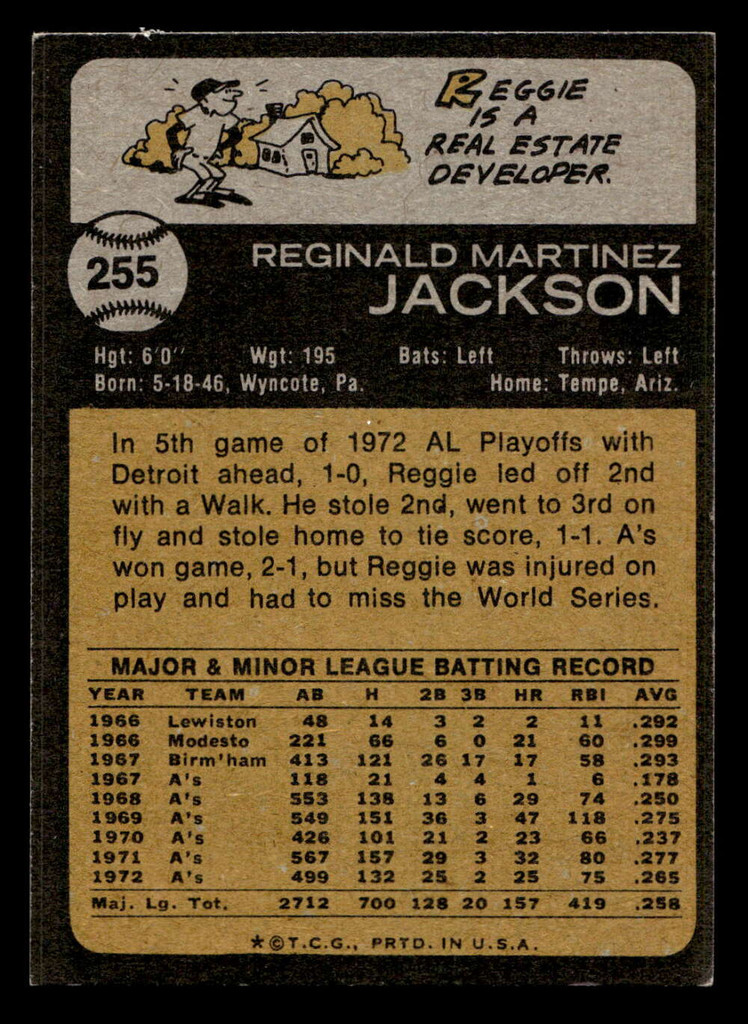 REGGIE
IS A
REAL ESTATE
DEVELOPER.
255
REGINALD MARTINEZ
JACKSON
Hgt: 6'0" Wgt: 195 Bats: Left Throws: Left
Born: 5-18-46, Wyncote, Pa. Home: Tempe, Ariz.
In 5th game of 1972 AL Playoffs with
Detroit ahead, 1-0, Reggie led off 2nd
with a Walk. He stole 2nd, went to 3rd on
fly and stole home to tie score, 1-1. A's
won game, 2-1, but Reggie was injured on
play and had to miss the World Series.
MAJOR & MINOR LEAGUE BATTING RECORD
YEAR TEAM AB H 2B 3B HR RBI AVG
1966 Lewiston 48 14 3 2 2 11 .292
1966 Modesto 221 66 6 0 21 60 .299
1967 Birm'ham 413 121 26 17 17 58 .293
1967 A's 118 21 4 4 1 6 .178
1968 A's 553 138 13 6 29 74 .250
1969 A's 549 151 36 3 47 118 .275
1970 A's 426 101 21 2 23 66 .237
1971 A's 567 157 29 3 32 80 .277
1972 A's 499 132 25 2 25 75 .265
Maj. Lg. Tot. 2712 700 128 20 157 419 .258
★©T.C.G., PRTD. IN U.S.A.